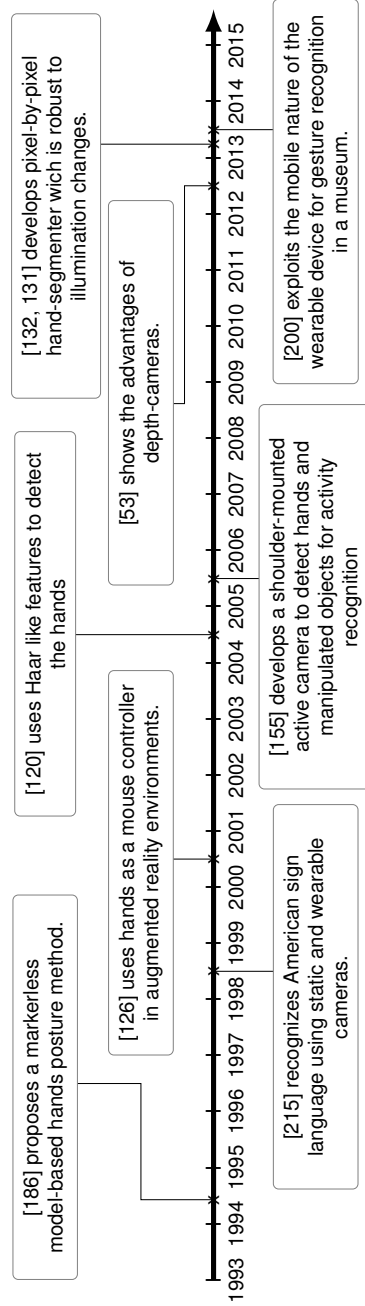 [186] proposes a markerless
model-based hands posture method.
[126] uses hands as a mouse controller
in augmented reality environments.
[120] uses Haar like features to detect
the hands
[53] shows the advantages of
depth-cameras.
[132, 131] develops pixel-by-pixel
hand-segmenter wich is robust to
illumination changes.
1993 1994 1995 1996 1997 1998 1999 2000 2001 2002 2003 2004 2005 2006 2007 2008 2009 2010 2011 2012 2013 2014 2015
[215] recognizes American sign
language using static and wearable
cameras.
[155] develops a shoulder-mounted
active camera to detect hands and
manipulated objects for activity
recognition
[200] exploits the mobile nature of the
wearable device for gesture recognition
in a museum.